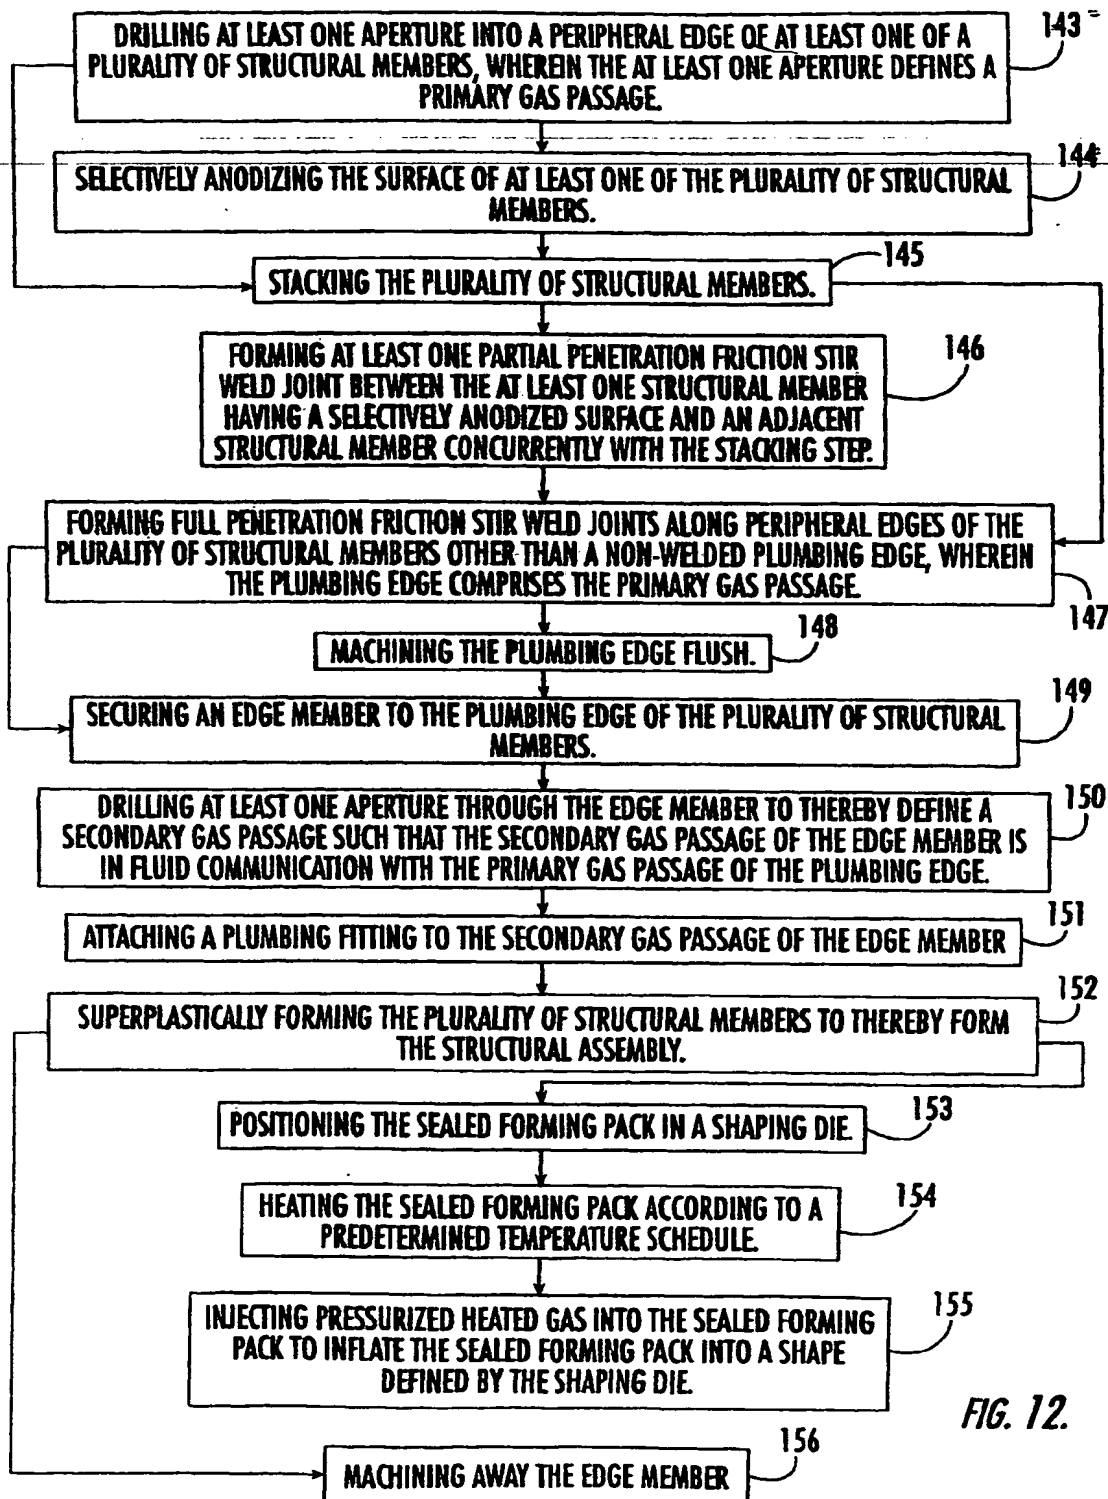 DRILLING AT LEAST ONE APERTURE INTO A PERIPHERAL EDGE OF AT LEAST ONE OF A
PLURALITY OF STRUCTURAL MEMBERS, WHEREIN THE AT LEAST ONE APERTURE DEFINES A
PRIMARY GAS PASSAGE.
143
SELECTIVELY ANODIZING THE SURFACE OF AT LEAST ONE OF THE PLURALITY OF STRUCTURAL
MEMBERS.
144
STACKING THE PLURALITY OF STRUCTURAL MEMBERS.
145
FORMING AT LEAST ONE PARTIAL PENETRATION FRICTION STIR
WELD JOINT BETWEEN THE AT LEAST ONE STRUCTURAL MEMBER
HAVING A SELECTIVELY ANODIZED SURFACE AND AN ADJACENT
STRUCTURAL MEMBER CONCURRENTLY WITH THE STACKING STEP.
146
FORMING FULL PENETRATION FRICTION STIR WELD JOINTS ALONG PERIPHERAL EDGES OF THE
PLURALITY OF STRUCTURAL MEMBERS OTHER THAN A NON-WELDED PLUMBING EDGE, WHEREIN
THE PLUMBING EDGE COMPRISES THE PRIMARY GAS PASSAGE.
147
MACHINING THE PLUMBING EDGE FLUSH.
148
SECURING AN EDGE MEMBER TO THE PLUMBING EDGE OF THE PLURALITY OF STRUCTURAL
MEMBERS.
149
DRILLING AT LEAST ONE APERTURE THROUGH THE EDGE MEMBER TO THEREBY DEFINE A
SECONDARY GAS PASSAGE SUCH THAT THE SECONDARY GAS PASSAGE OF THE EDGE MEMBER IS
IN FLUID COMMUNICATION WITH THE PRIMARY GAS PASSAGE OF THE PLUMBING EDGE.
150
ATTACHING A PLUMBING FITTING TO THE SECONDARY GAS PASSAGE OF THE EDGE MEMBER
151
SUPERPLASTICALLY FORMING THE PLURALITY OF STRUCTURAL MEMBERS TO THEREBY FORM
THE STRUCTURAL ASSEMBLY.
152
POSITIONING THE SEALED FORMING PACK IN A SHAPING DIE.
153
HEATING THE SEALED FORMING PACK ACCORDING TO A
PREDETERMINED TEMPERATURE SCHEDULE.
154
INJECTING PRESSURIZED HEATED GAS INTO THE SEALED FORMING
PACK TO INFLATE THE SEALED FORMING PACK INTO A SHAPE
DEFINED BY THE SHAPING DIE.
155
FIG. 12.
MACHINING AWAY THE EDGE MEMBER
156